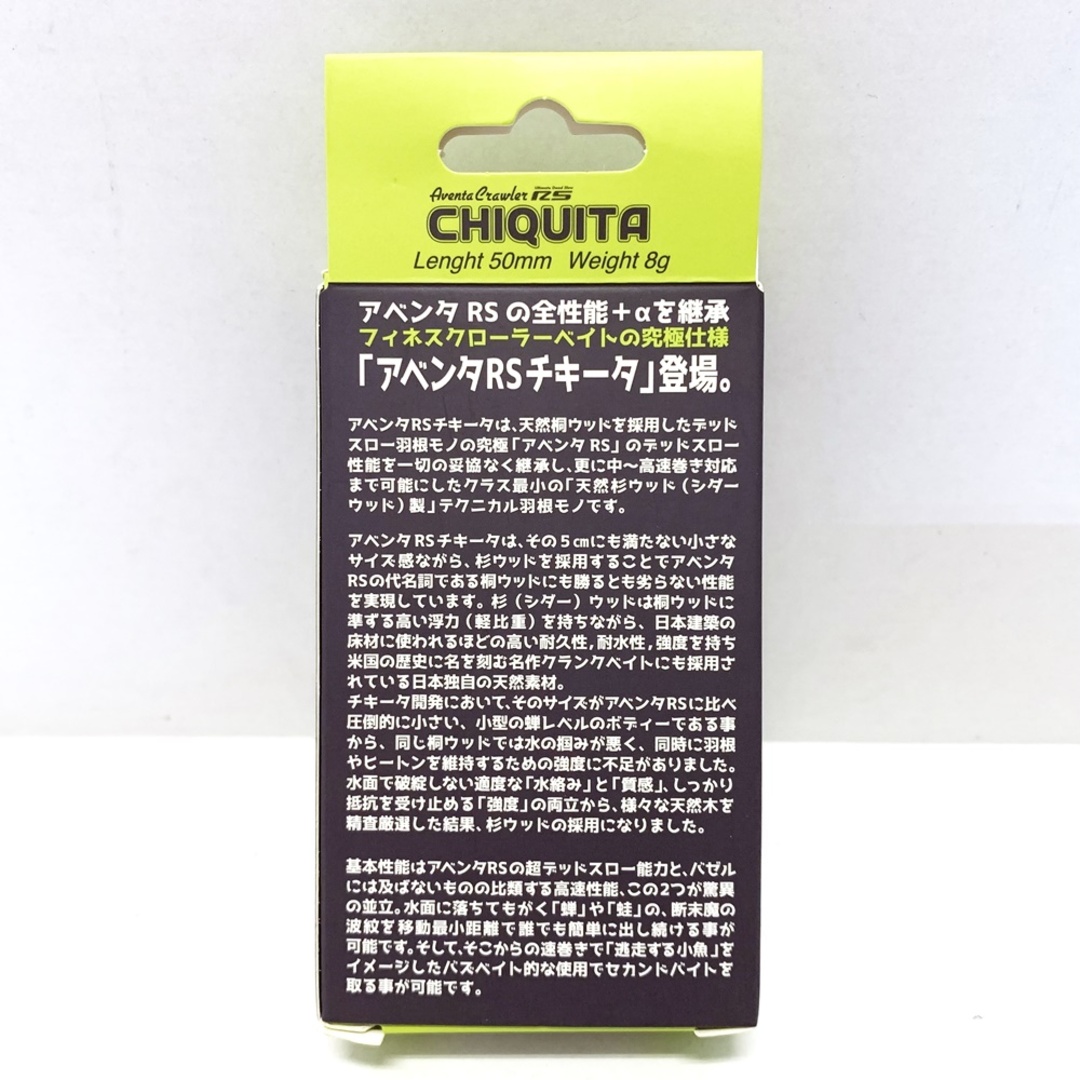 Aventa Crawler RS
CHIQUITA
Lenght 50mm Weight 8g
アベンタ RS の全性能+αを継承
フィネスクローラーベイトの究極仕様
「アベンタRSチキータ」登場。
アベンタRSチキータは、天然桐ウッドを採用したデッド
スロー羽根モノの究極「アベンタ RS」のデッドスロー
性能を一切の妥協なく継承し、更に中〜高速巻き対応
まで可能にしたクラス最小の「天然杉ウッド(シダー
ウッド)製」テクニカル羽根モノです。
アベンタRSチキータは、その5㎝にも満たない小さな
サイズ感ながら、杉ウッドを採用することでアベンタ
RSの代名詞である桐ウッドにも勝るとも劣らない性能
を実現しています。杉(シダー)ウッドは桐ウッドに
準ずる高い浮力(軽比重)を持ちながら、日本建築の
床材に使われるほどの高い耐久性,耐水性,強度を持ち
米国の歴史に名を刻む名作クランクベイトにも採用さ
れている日本独自の天然素材。
チキータ開発において、そのサイズがアベンタRSに比べ
圧倒的に小さい、小型の蝉レベルのボディーである事
から、同じ桐ウッドでは水の掴みが悪く、同時に羽根
やヒートンを維持するための強度に不足がありました。
水面で破綻しない適度な「水絡み」と「質感」、しっかり
抵抗を受け止める「強度」の両立から、様々な天然木を
精査厳選した結果、杉ウッドの採用になりました。
基本性能はアベンタRSの超デッドスロー能力と、バゼル
には及ばないものの比類する高速性能、この2つが驚異
の並立。水面に落ちてもがく「蝉」や「蛙」の、断末魔の
波紋を移動最小距離で誰でも簡単に出し続ける事が
可能です。そして、そこからの速巻きで「逃走する小魚」を
イメージしたバズベイト的な使用でセカンドバイトを
取る事が可能です。